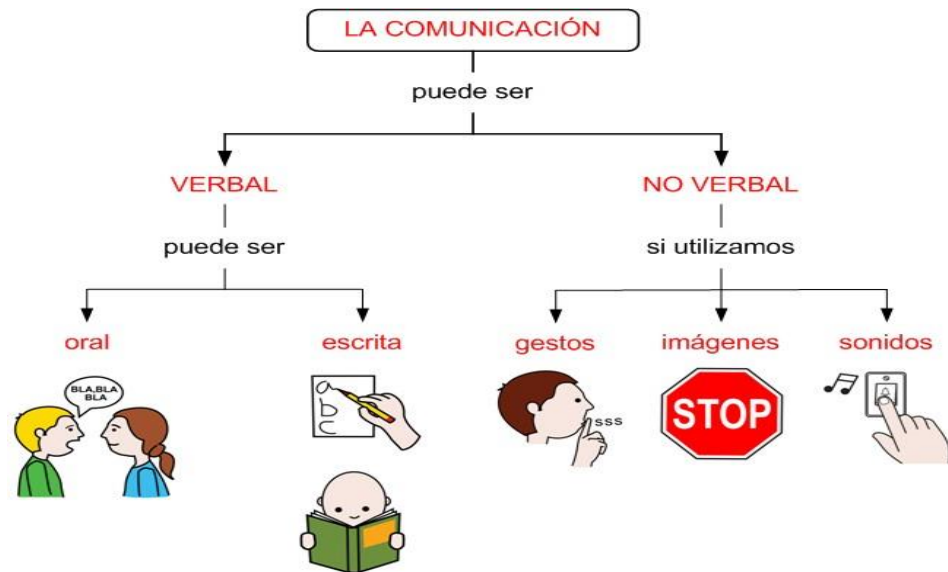 LA COMUNICACIÓN
puede ser
VERBAL
NO VERBAL
puede ser
si utilizamos
oral
escrita
gestos
imágenes
sonidos
BLA,BLA
BLA
a
b
c
sss
STOP